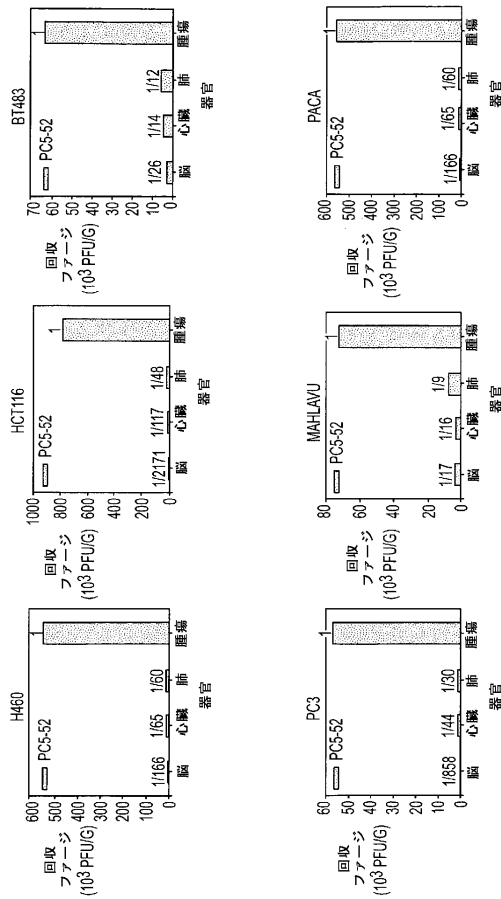 H460
600
500
400
300
200
100
0
回収
ファージ
(10³ PFU/G)
PC5-52
1/166
1/65
1/60
1
脳
心臓
肺
腫瘍
器官
HCT116
1000
800
600
400
200
0
回収
ファージ
(10³ PFU/G)
PC5-52
1/2171
1/117
1/48
1
脳
心臓
肺
腫瘍
器官
BT483
70
60
50
40
30
20
10
0
回収
ファージ
(10³ PFU/G)
PC5-52
1/26
1/14
1/12
1
脳
心臓
肺
腫瘍
器官
PC3
60
50
40
30
20
10
0
回収
ファージ
(10³ PFU/G)
PC5-52
1/858
1/44
1/30
1
脳
心臓
肺
腫瘍
器官
MAHLAVU
80
60
40
20
0
回収
ファージ
(10³ PFU/G)
PC5-52
1/17
1/16
1/9
1
脳
心臓
肺
腫瘍
器官
PACA
600
500
400
300
200
100
0
回収
ファージ
(10³ PFU/G)
PC5-52
1/166
1/65
1/60
1
脳
心臓
肺
腫瘍
器官